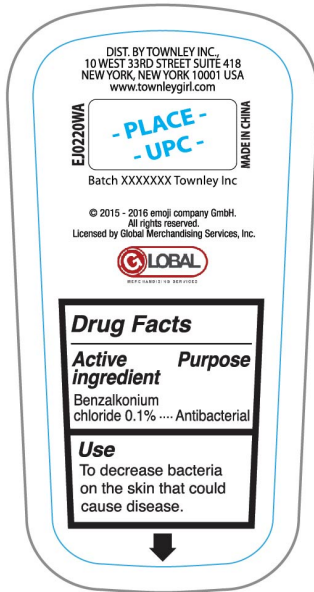 DIST. BY TOWNLEY INC.,
10 WEST 33RD STREET SUITE 418
NEW YORK, NEW YORK 10001 USA
www.townleygirl.com
EJ0220WA
- PLACE -
- UPC -
MADE IN CHINA
Batch XXXXXXX Townley Inc
© 2015 - 2016 emoji company GmbH.
All rights reserved.
Licensed by Global Merchandising Services, Inc.
GLOBAL
MERCHANDISING SERVICES
Drug Facts
Active Purpose
ingredient
Benzalkonium
chloride 0.1% ···· Antibacterial
Use
To decrease bacteria
on the skin that could
cause disease.